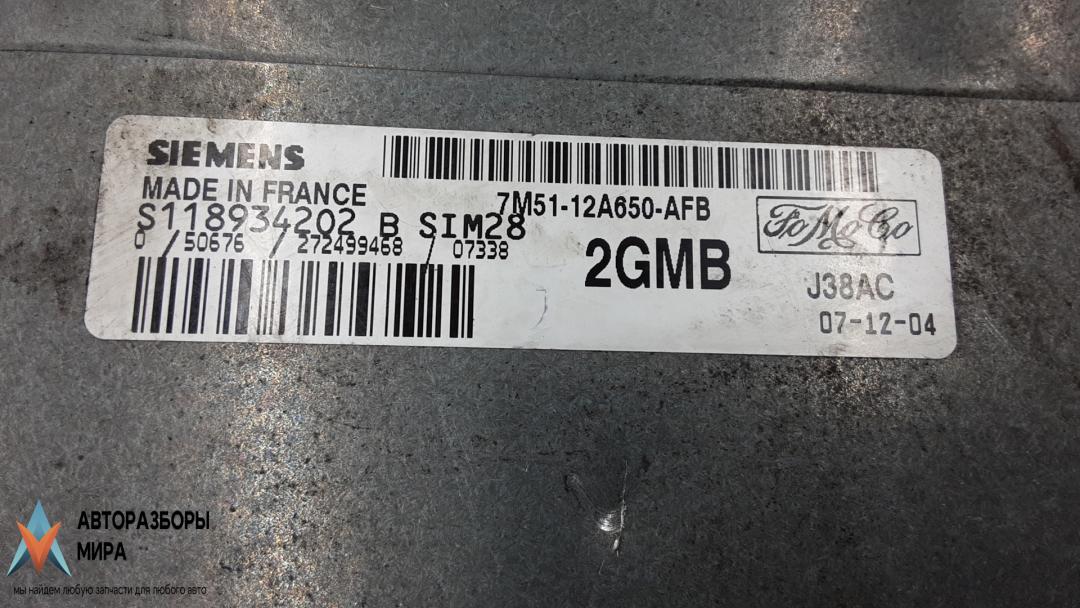 SIEMENS
MADE IN FRANCE
7M51-12A650-AFB
S118934202 B SIM28
0 / 50676 / 272499468 / 07338
2GMB
FoMoCo
J38AC
07-12-04
АВТОРАЗБОРЫ
МИРА
мы найдем любую запчасти для любого авто